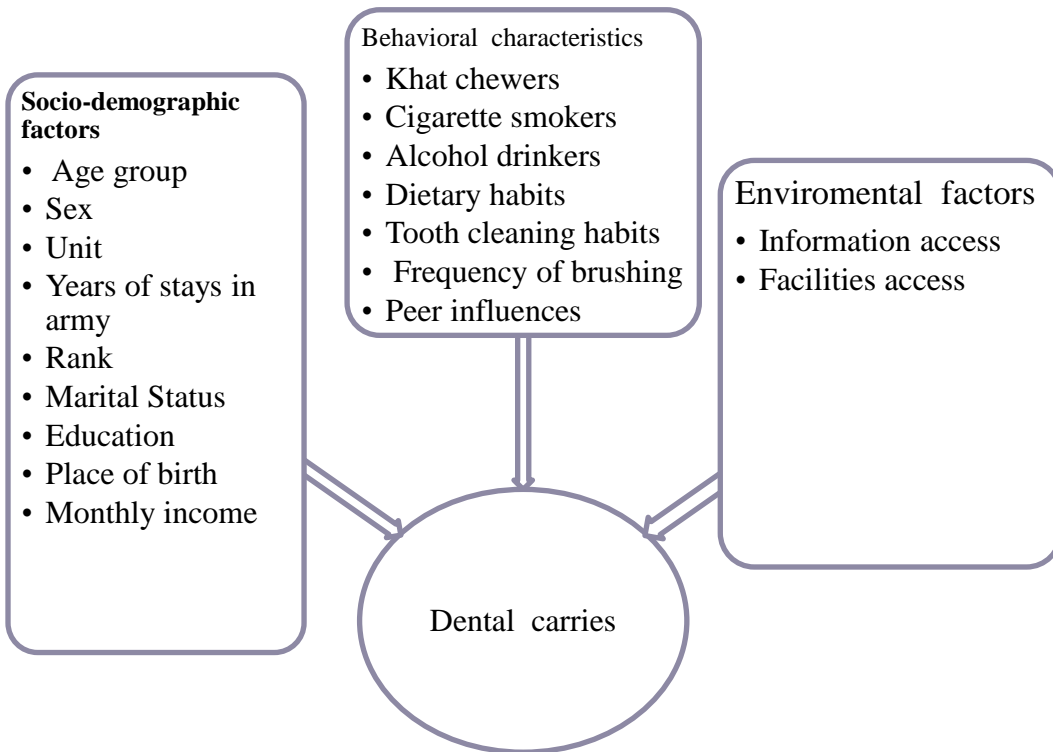 Socio-demographic
factors
• Age group
• Sex
• Unit
• Years of stays in
army
• Rank
• Marital Status
• Education
• Place of birth
• Monthly income
Behavioral characteristics
• Khat chewers
• Cigarette smokers
• Alcohol drinkers
• Dietary habits
• Tooth cleaning habits
• Frequency of brushing
• Peer influences
Enviromental factors
• Information access
• Facilities access
Dental carries